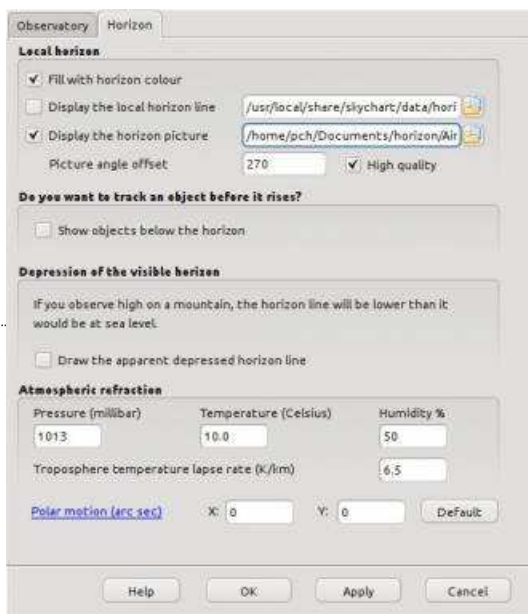 Observatory Horizon
Local horizon
Fill with horizon colour
Display the local horizon line /usr/local/share/skychart/data/hori
Display the horizon picture /home/pch/Documents/horizon/Air
Picture angle offset 270 High quality
Do you want to track an object before it rises?
Show objects below the horizon
Depression of the visible horizon
If you observe high on a mountain, the horizon line will be lower than it
would be at sea level.
Draw the apparent depressed horizon line
Atmospheric refraction
Pressure (millibar) Temperature (Celsius) Humidity %
1013 10.0 50
Troposphere temperature lapse rate (K/km) 6.5
Polar motion (arc sec) X: 0 Y: 0 Default
Help OK Apply Cancel